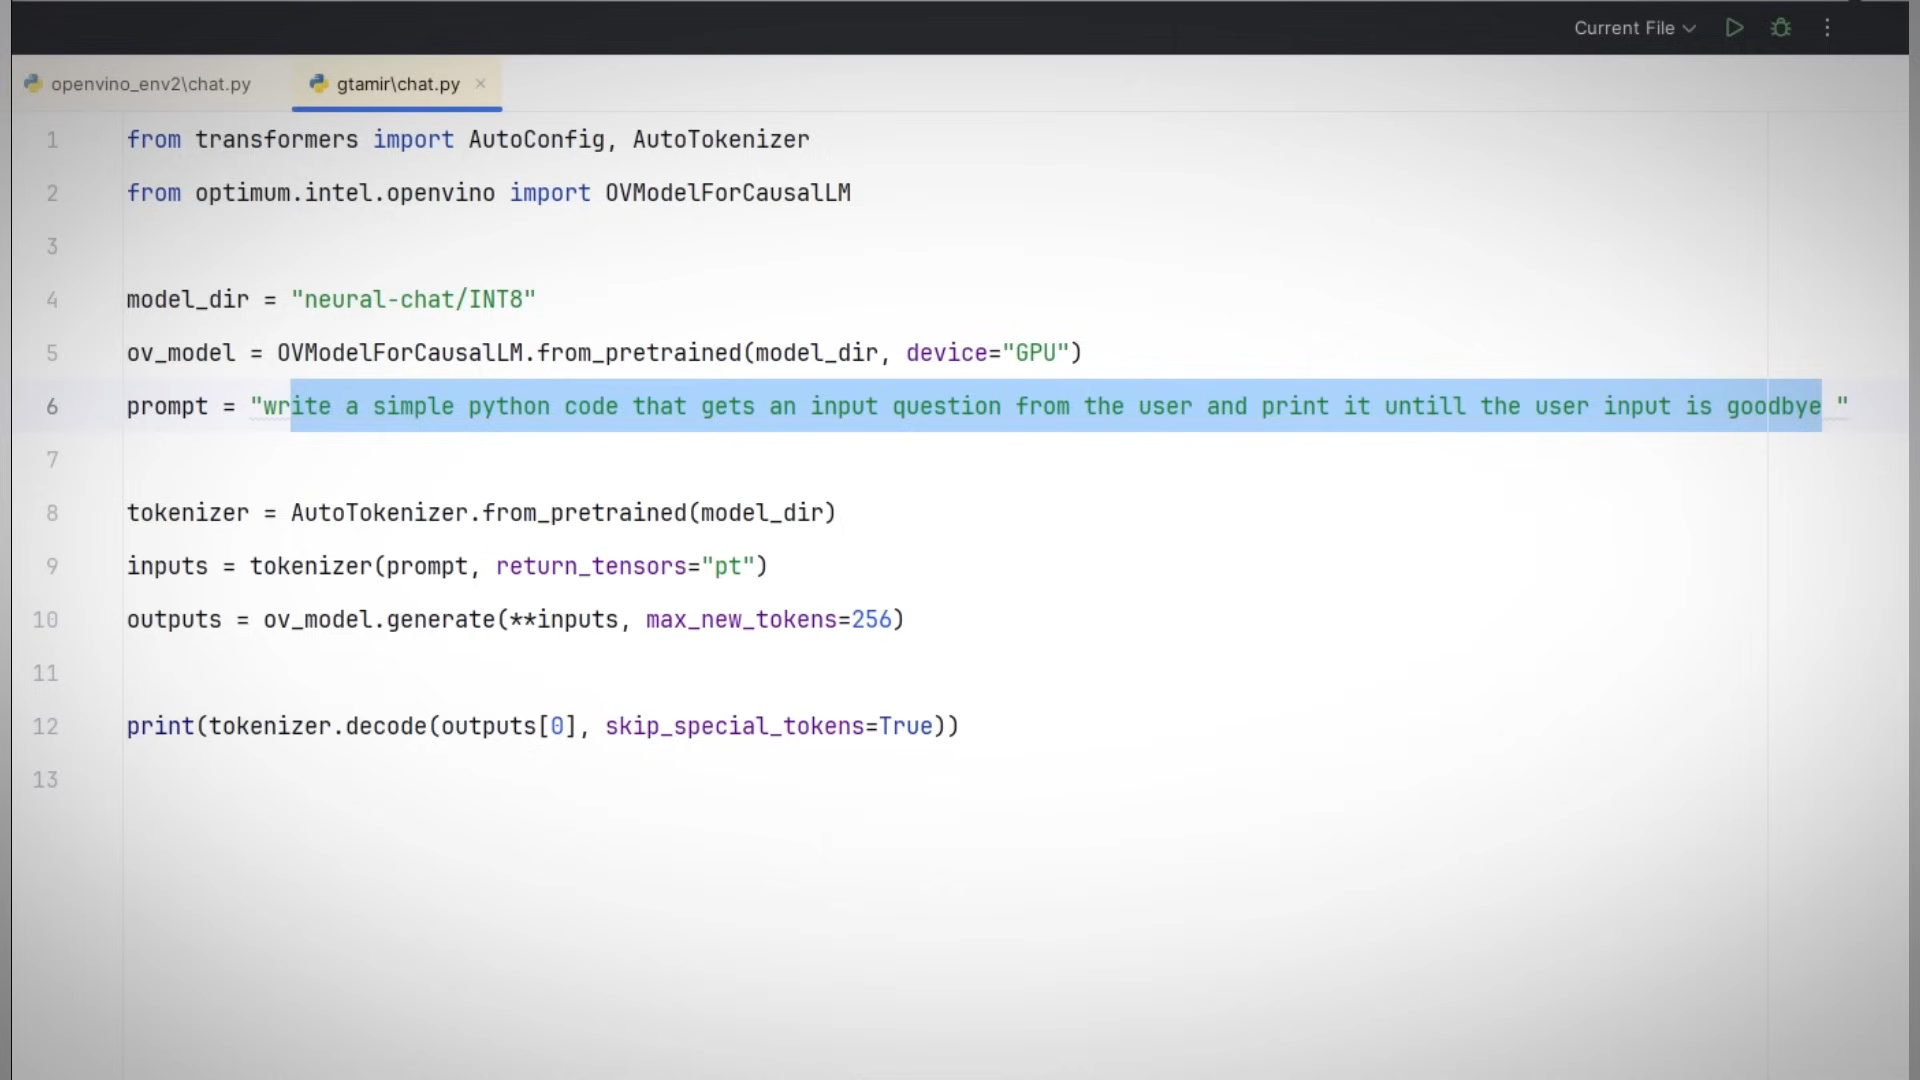 Current File
openvino_env2\chat.py gtamir\chat.py
1 from transformers import AutoConfig, AutoTokenizer
2 from optimum.intel.openvino import OVModelForCausalLM
3
4 model_dir = "neural-chat/INT8"
5 ov_model = OVModelForCausalLM.from_pretrained(model_dir, device="GPU")
6 prompt = "write a simple python code that gets an input question from the user and print it untill the user input is goodbye "
7
8 tokenizer = AutoTokenizer.from_pretrained(model_dir)
9 inputs = tokenizer(prompt, return_tensors="pt")
10 outputs = ov_model.generate(**inputs, max_new_tokens=256)
11
12 print(tokenizer.decode(outputs[0], skip_special_tokens=True))
13